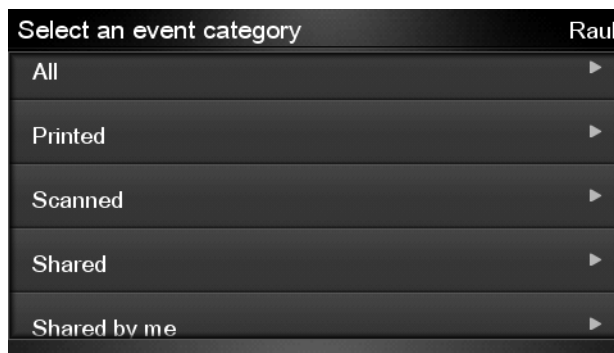 Select an event category Raul
All
Printed
Scanned
Shared
Shared by me